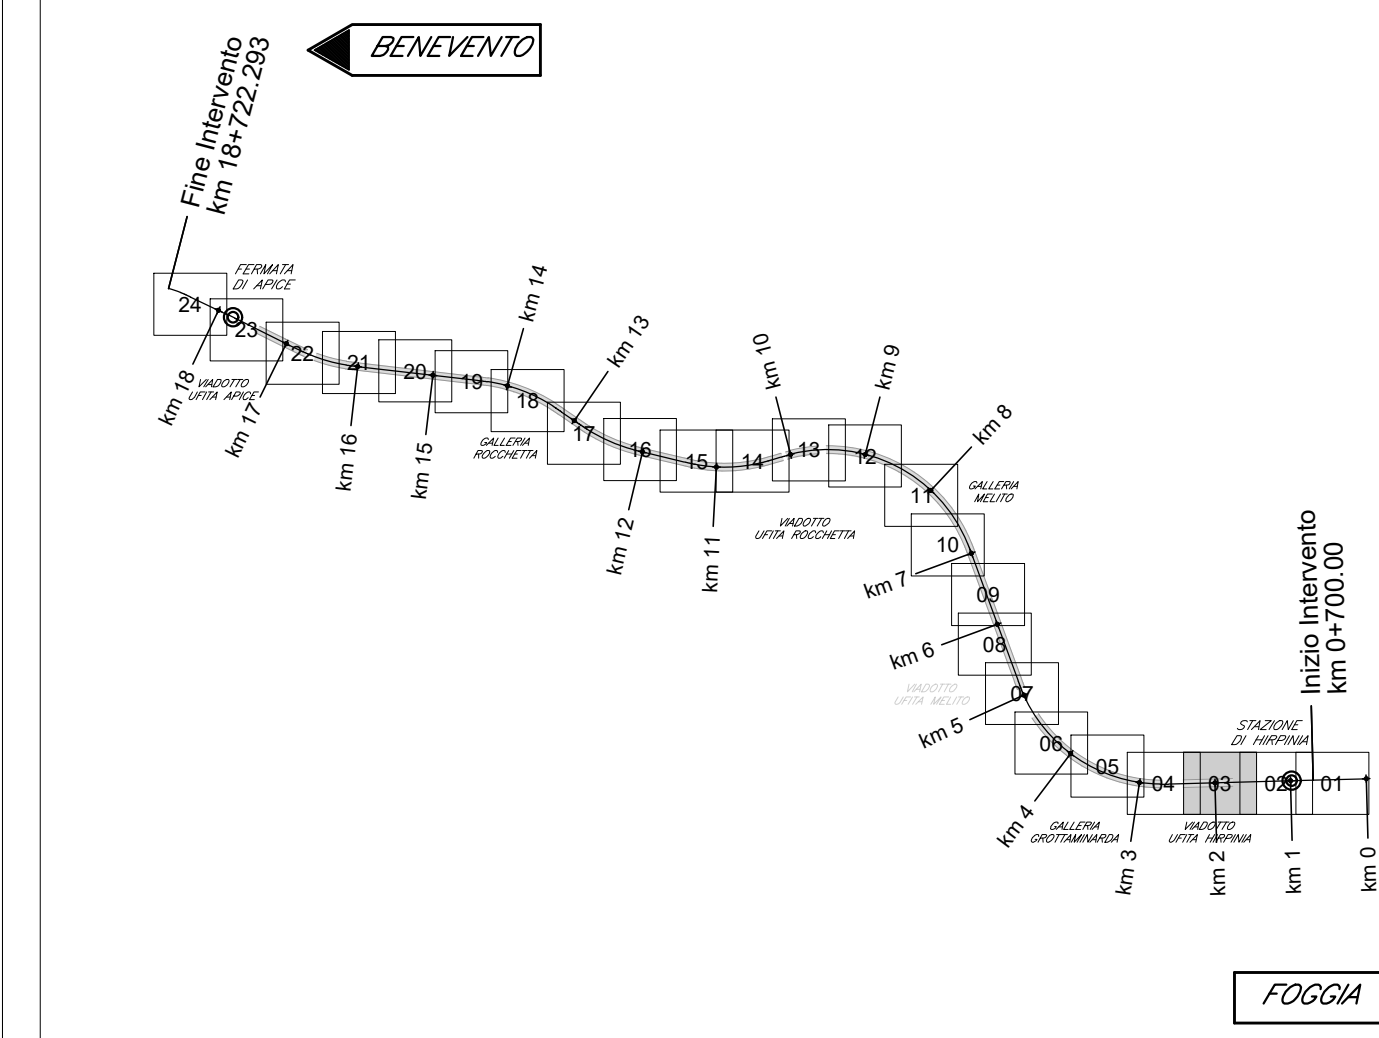 BENEVENTO
Fine Intervento
km 18+722.293
FERMATA
DI APICE
24
23
22
21
20
19
18
17
16
15
14
13
12
11
10
09
08
07
06
05
04
03
02
01
km 18
VIADOTTO
UFITA APICE
km 17
km 16
km 15
km 14
GALLERIA
ROCCHETTA
km 13
km 12
km 11
km 10
VIADOTTO
UFITA ROCCHETTA
km 9
km 8
GALLERIA
MELITO
km 7
km 6
VIADOTTO
UFITA MELITO
km 5
km 4
GALLERIA
GROTTAMINARDA
km 3
VIADOTTO
UFITA HIRPINIA
km 2
STAZIONE
DI HIRPINIA
km 1
Inizio Intervento
km 0+700.00
km 0
FOGGIA